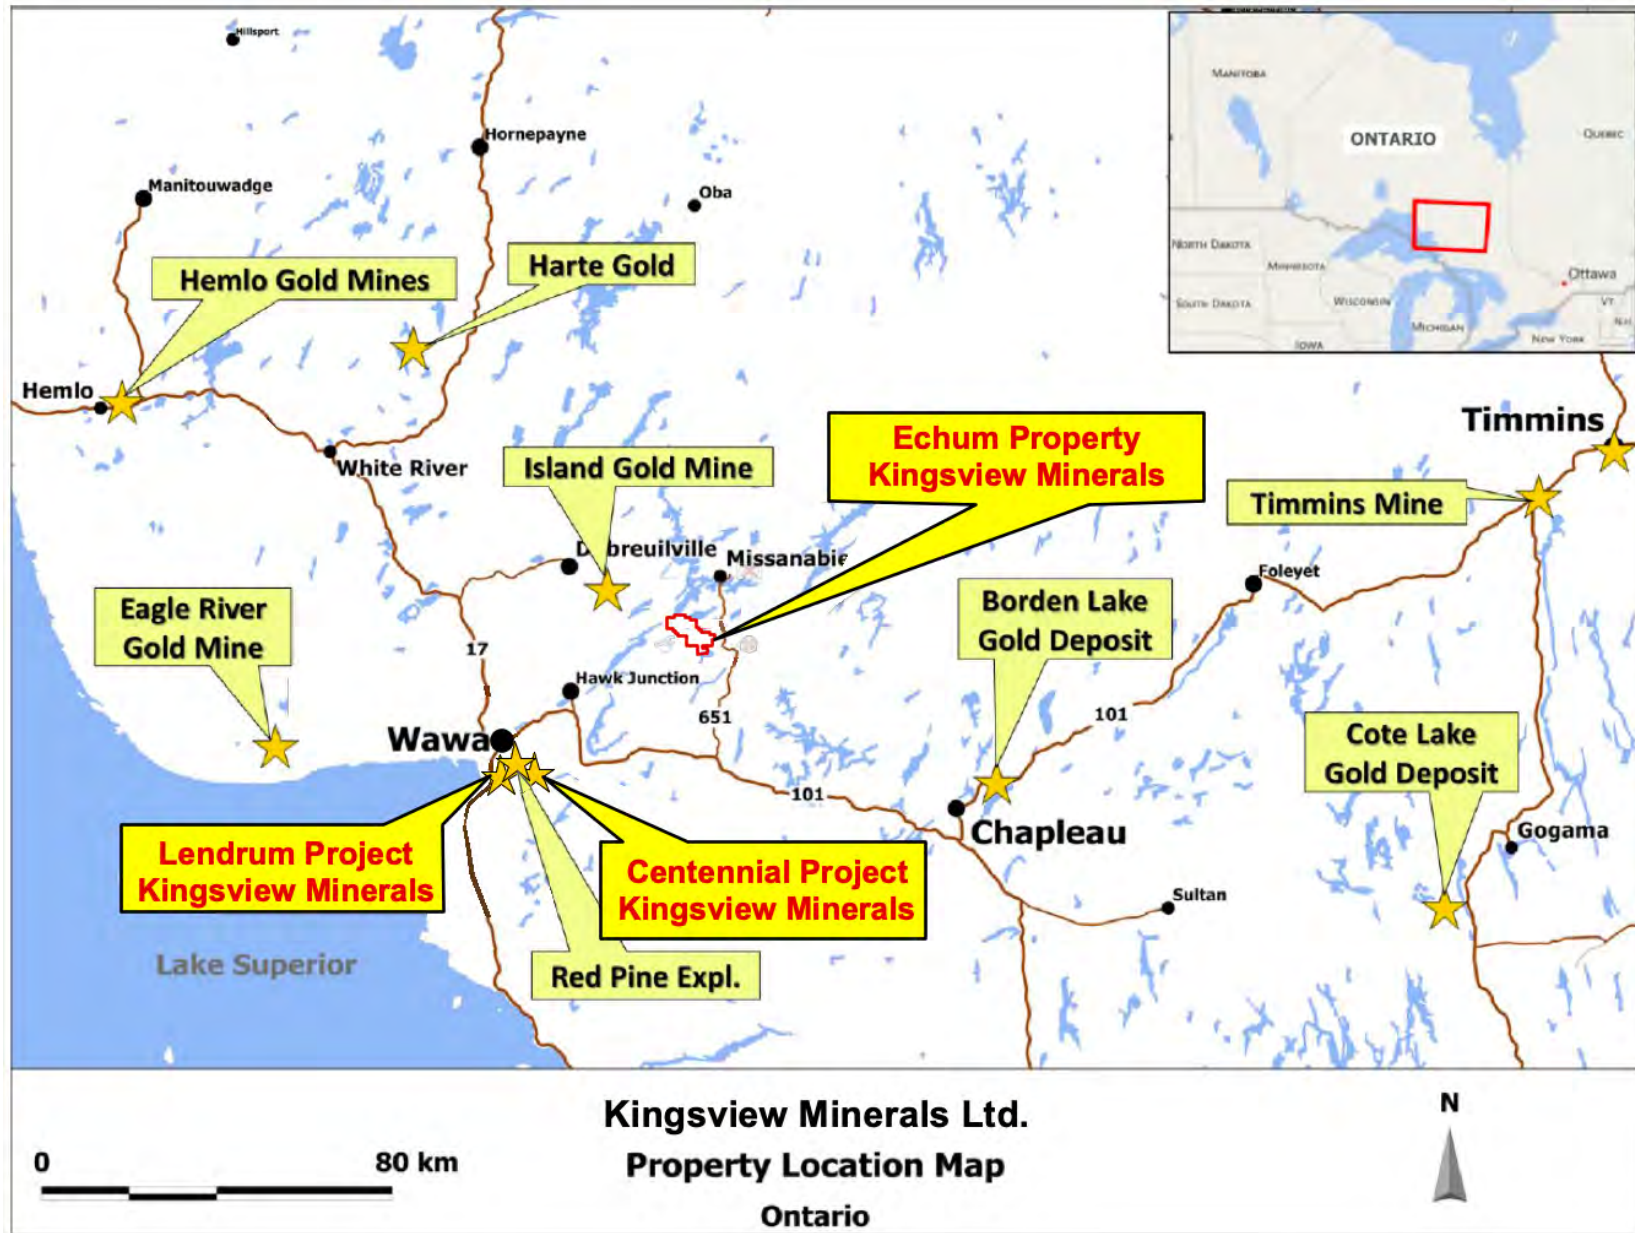 Hillsport
Hornepayne
Manitouwadge
Oba
Hemlo Gold Mines
Harte Gold
Hemlo
White River
Island Gold Mine
Echum Property
Kingsview Minerals
Timmins
Timmins Mine
Missanabie
Foleyet
Eagle River
Gold Mine
Borden Lake
Gold Deposit
17
Hawk Junction
651
101
Wawa
Cote Lake
Gold Deposit
101
Chapleau
Gogama
Lendrum Project
Kingsview Minerals
Centennial Project
Kingsview Minerals
Sultan
Lake Superior
Red Pine Expl.
MANITOBA
ONTARIO
QUEBEC
NORTH DAKOTA
MINNESOTA
Ottawa
SOUTH DAKOTA
WISCONSIN
MICHIGAN
VT
N.H.
NEW YORK
IOWA
Kingsview Minerals Ltd.
Property Location Map
Ontario
0 80 km
N